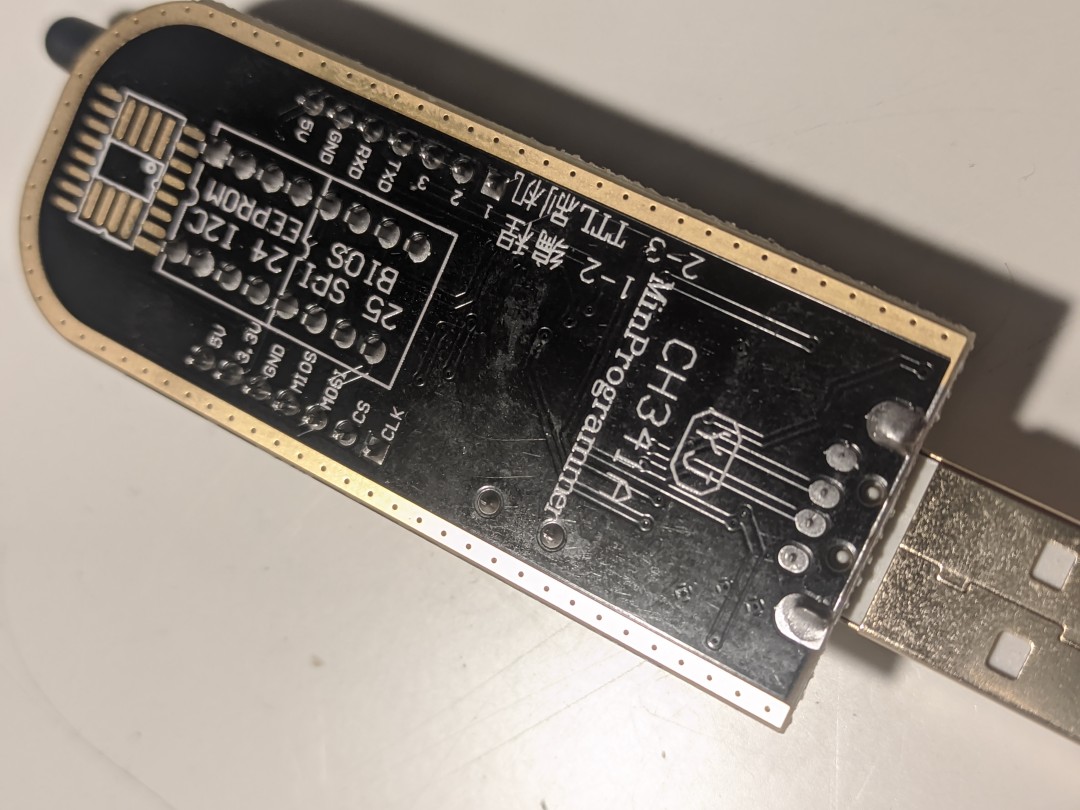 CH341A
MinProgrammer
1-2 编程
2-3 TTL刷机
1
2
3
TXD
RXD
GND
5V
25 SPI
BIOS
24 I2C
EEPROM
CLK
CS
MOSI
MIOS
GND
3.3V
5V